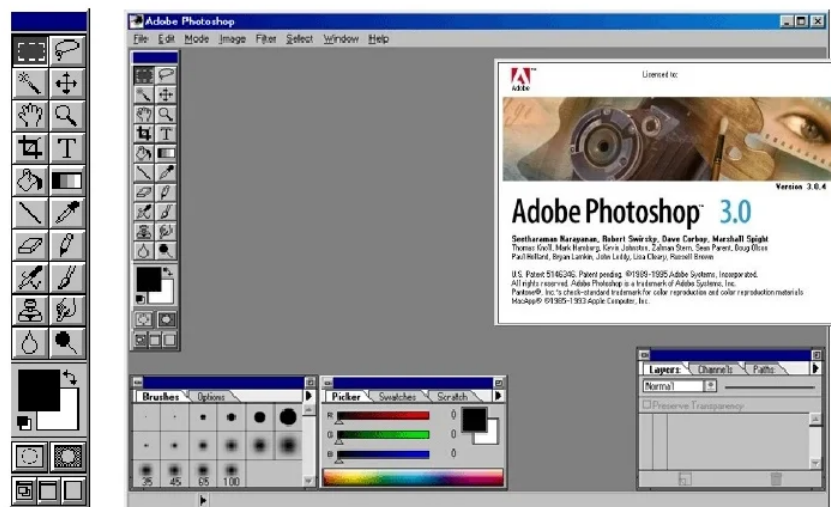 T
Adobe Photoshop
File Edit Mode Image Filter Select Window Help
T
Adobe
Licensed to:
Version 3.0.4
Adobe Photoshop™ 3.0
Seetharaman Narayanan, Robert Swirsky, Dave Corboy, Marshall Spight
Thomas Knoll, Mark Hamburg, Kevin Johnston, Zalman Stern, Sean Parent, Doug Olson
Paul Holland, Bryan Lamkin, John Leddy, Lisa Cleary, Russell Brown
U.S. Patent 5146346. Patent pending. ©1989-1995 Adobe Systems, Incorporated.
All rights reserved. Adobe Photoshop is a trademark of Adobe Systems, Inc.
Pantone®, Inc.'s check-standard trademark for color reproduction and color reproduction materials
MacApp® ©1985-1993 Apple Computer, Inc.
Brushes Options
35 45 65 100
Picker Swatches Scratch
R 0
G 0
B 0
Layers Channels Paths
Normal
Preserve Transparency